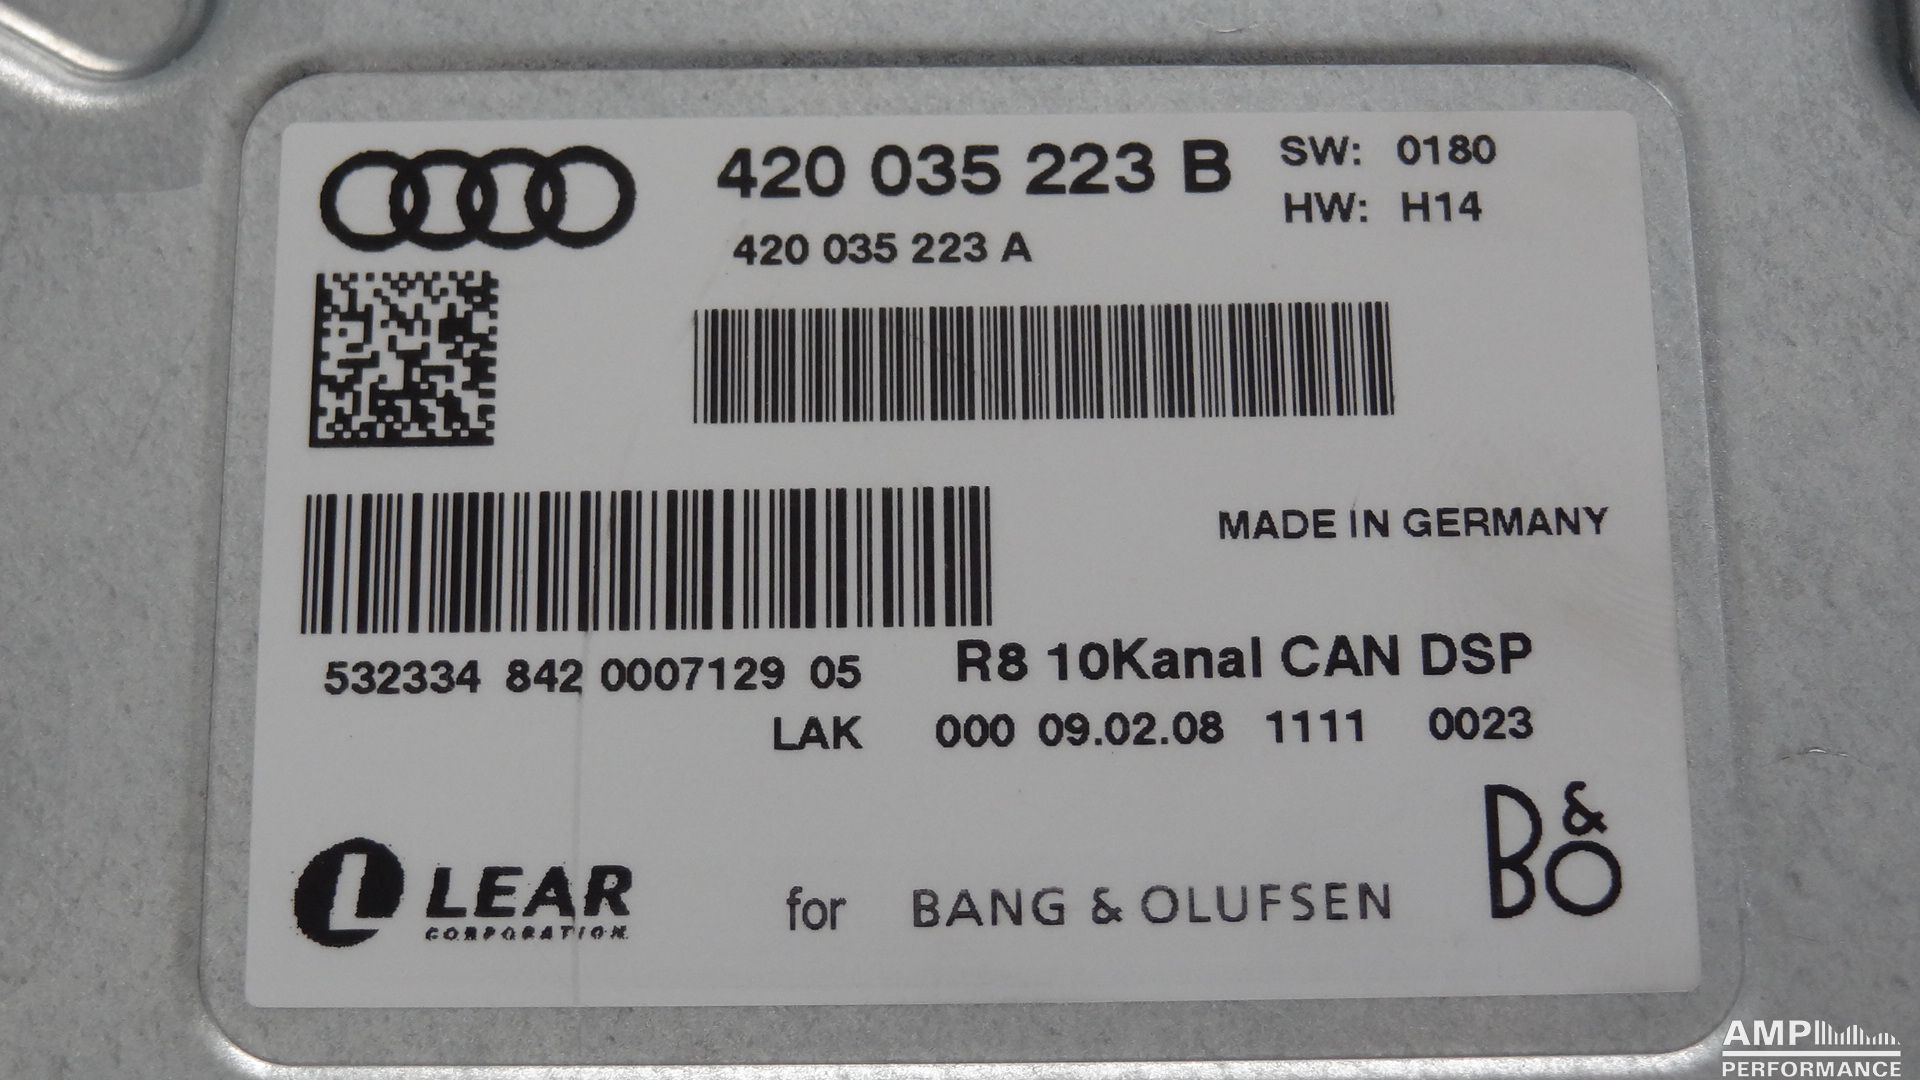 420 035 223 B
SW: 0180
HW: H14
420 035 223 A
MADE IN GERMANY
532334 842 0007129 05
R8 10Kanal CAN DSP
LAK 000 09.02.08 1111 0023
B&O
LEAR
CORPORATION
for BANG & OLUFSEN
AMP
PERFORMANCE